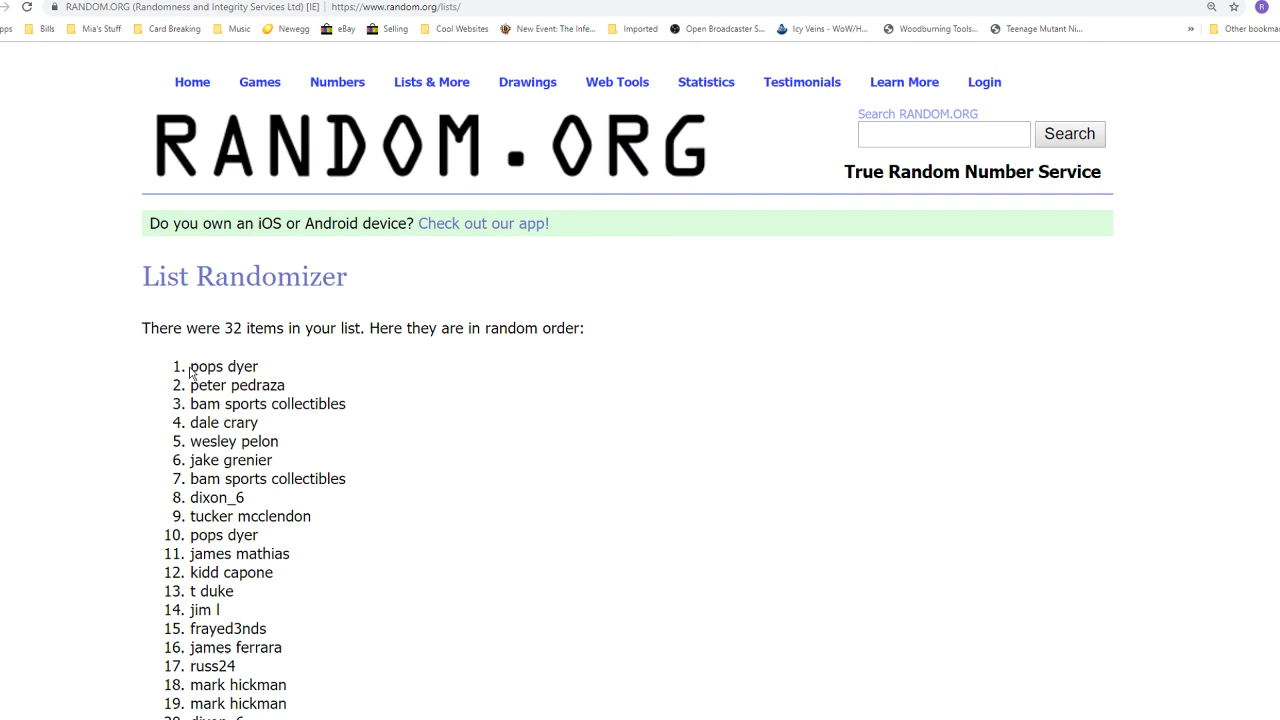 RANDOM.ORG (Randomness and Integrity Services Ltd) [IE] | https://www.random.org/lists/
pps Bills Mia's Stuff Card Breaking Music Newegg eBay Selling Cool Websites New Event: The Infe... Imported Open Broadcaster S... Icy Veins - WoW/H... Woodburning Tools... Teenage Mutant Ni... » Other bookmar
Home Games Numbers Lists & More Drawings Web Tools Statistics Testimonials Learn More Login
Search RANDOM.ORG
RANDOM.ORG
Search
True Random Number Service
Do you own an iOS or Android device? Check out our app!
List Randomizer
There were 32 items in your list. Here they are in random order:
1. pops dyer
2. peter pedraza
3. bam sports collectibles
4. dale crary
5. wesley pelon
6. jake grenier
7. bam sports collectibles
8. dixon_6
9. tucker mcclendon
10. pops dyer
11. james mathias
12. kidd capone
13. t duke
14. jim l
15. frayed3nds
16. james ferrara
17. russ24
18. mark hickman
19. mark hickman
20. dixon_6